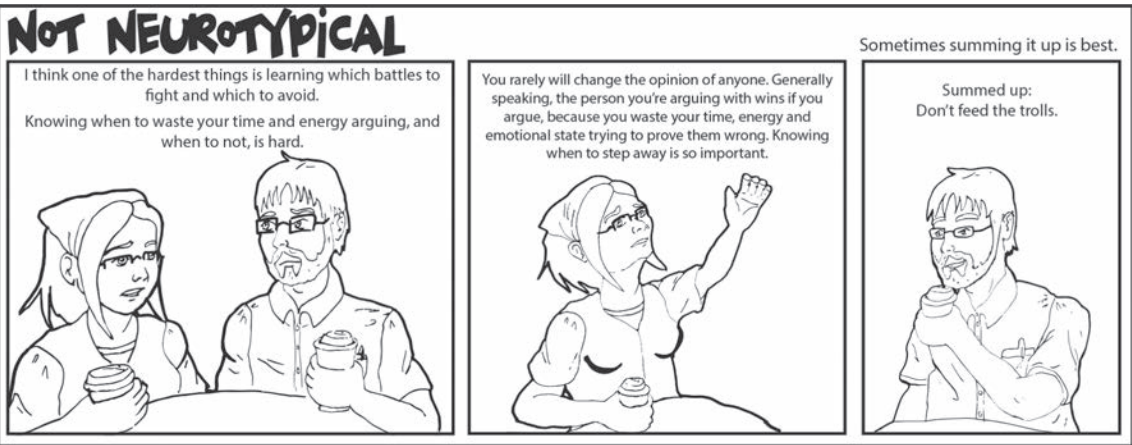 NOT NEUROTYPiCAL
Sometimes summing it up is best.
I think one of the hardest things is learning which battles to
fight and which to avoid.
Knowing when to waste your time and energy arguing, and
when to not, is hard.
You rarely will change the opinion of anyone. Generally
speaking, the person you're arguing with wins if you
argue, because you waste your time, energy and
emotional state trying to prove them wrong. Knowing
when to step away is so important.
Summed up:
Don't feed the trolls.